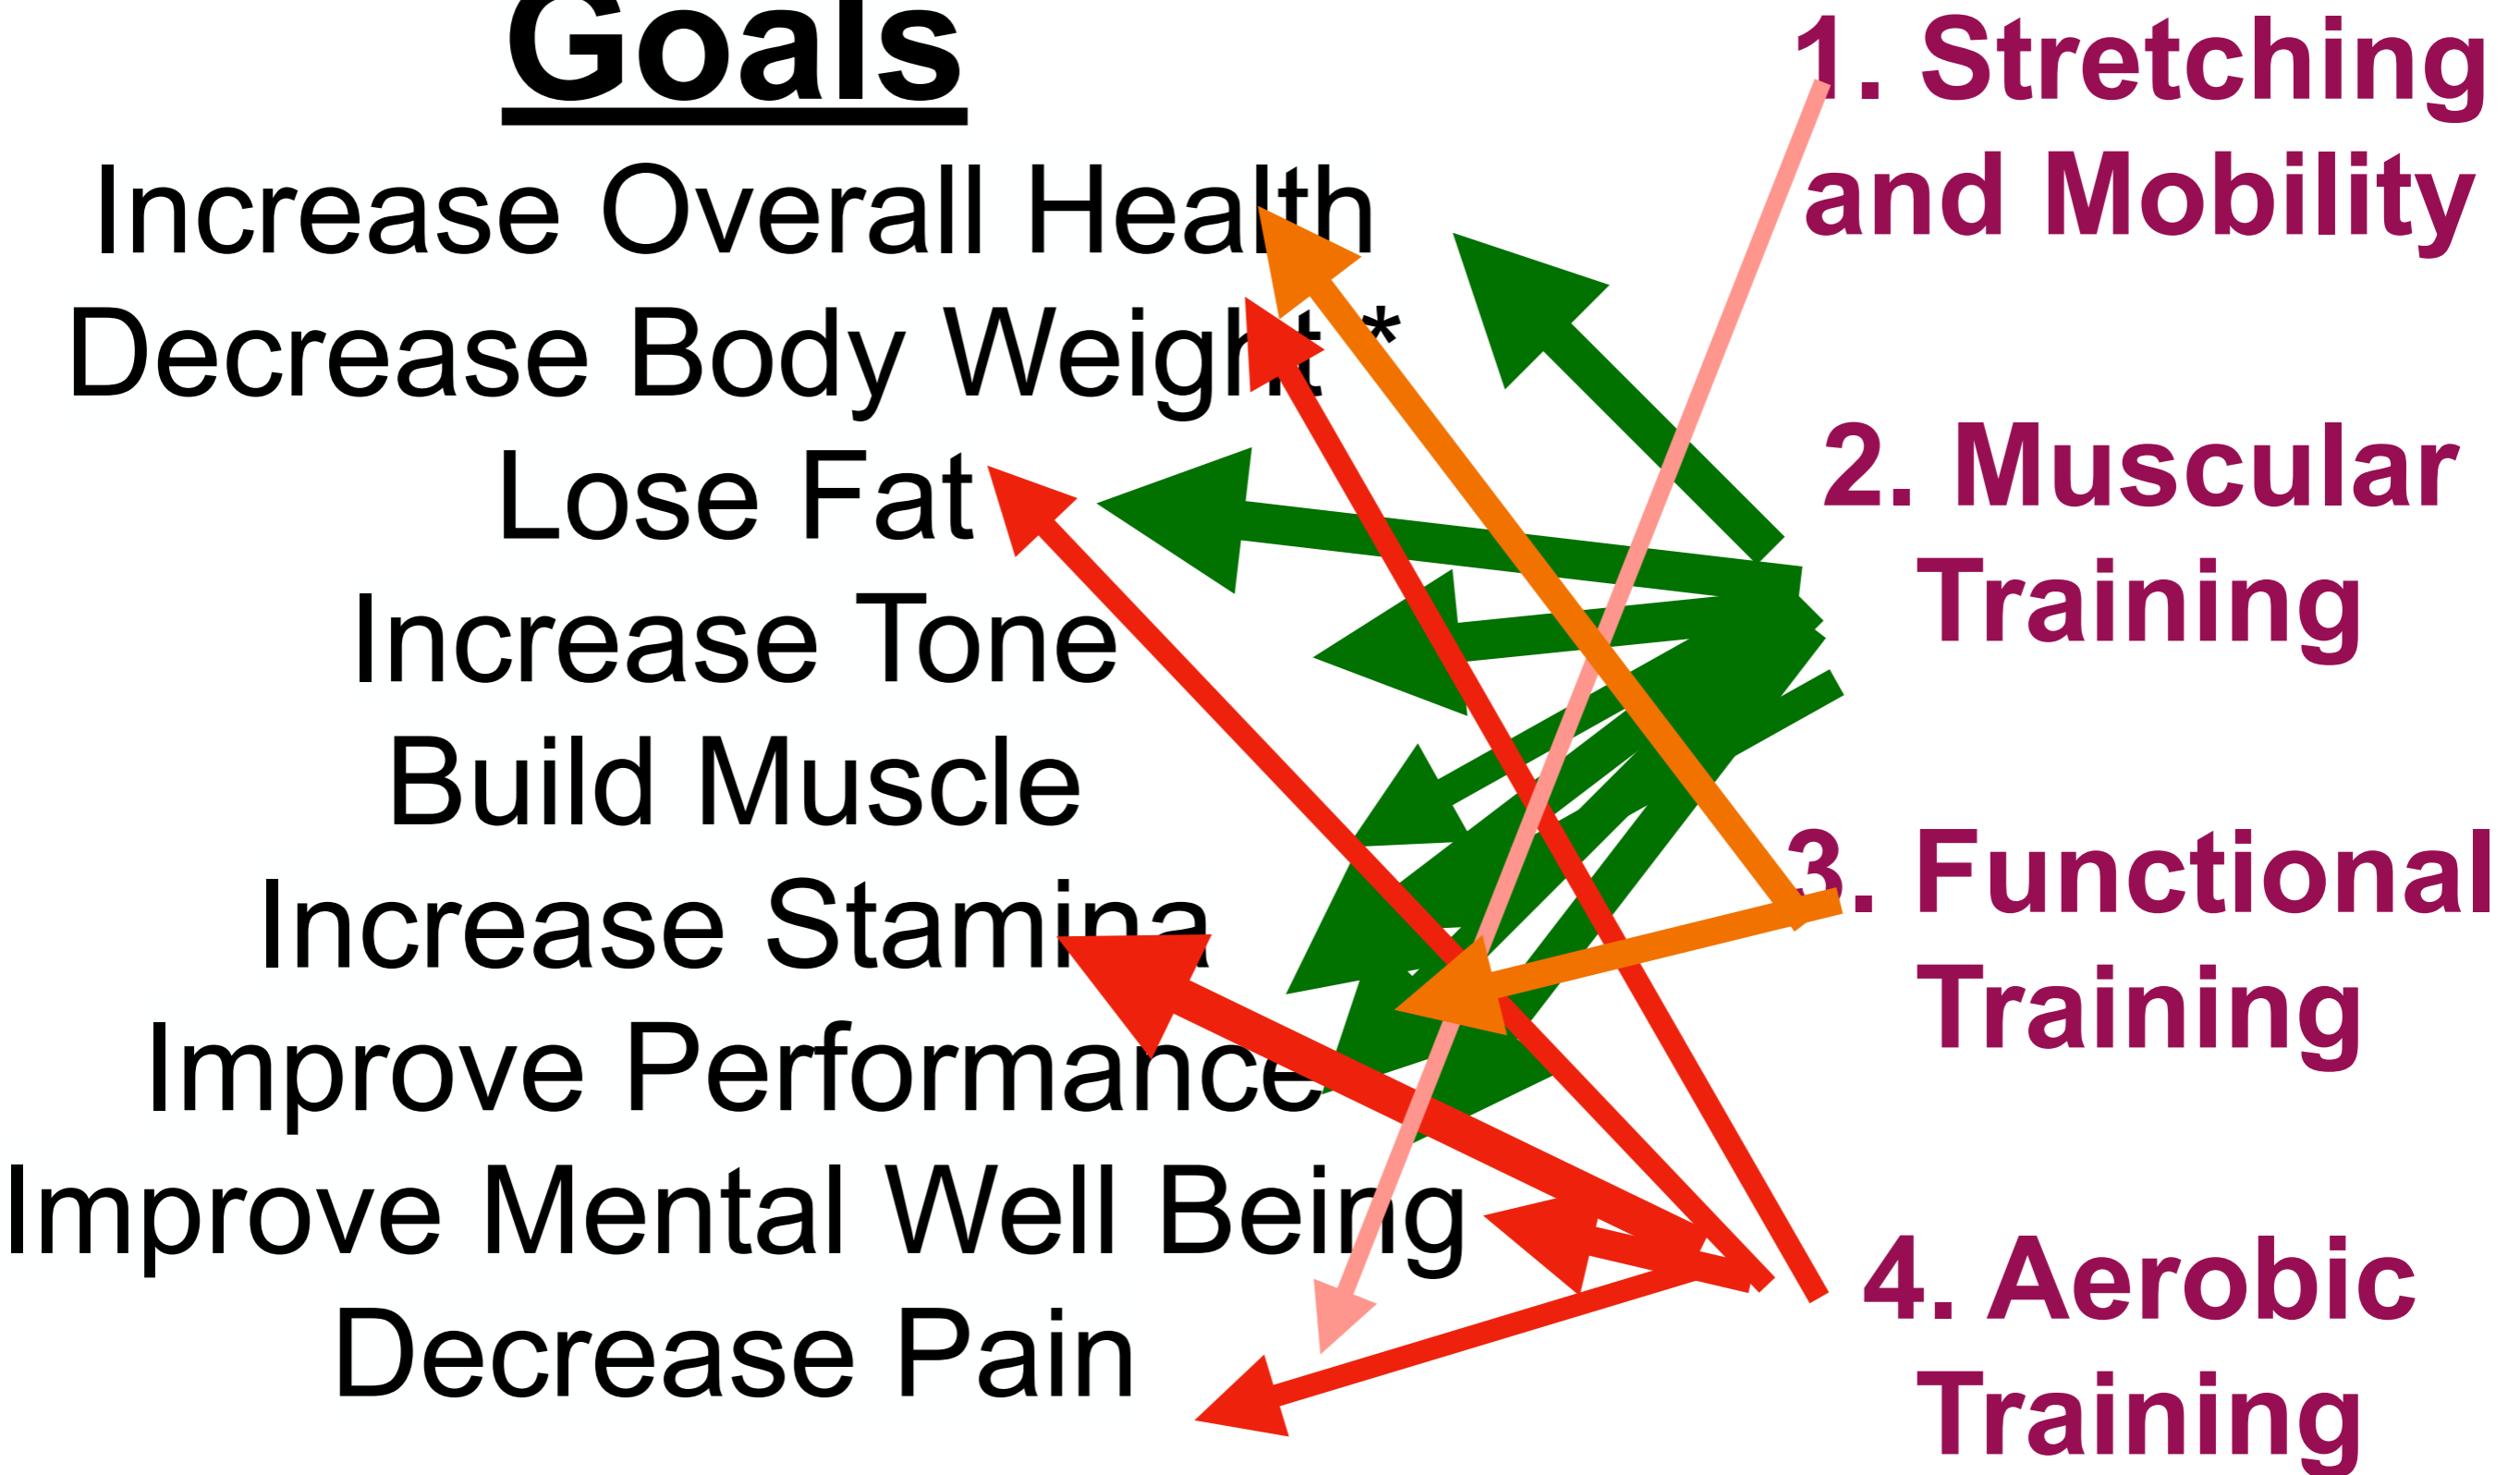 Goals
Increase Overall Health
Decrease Body Weight *
Lose Fat
Increase Tone
Build Muscle
Increase Stamina
Improve Performance
Improve Mental Well Being
Decrease Pain
1. Stretching
and Mobility
2. Muscular
Training
3. Functional
Training
4. Aerobic
Training